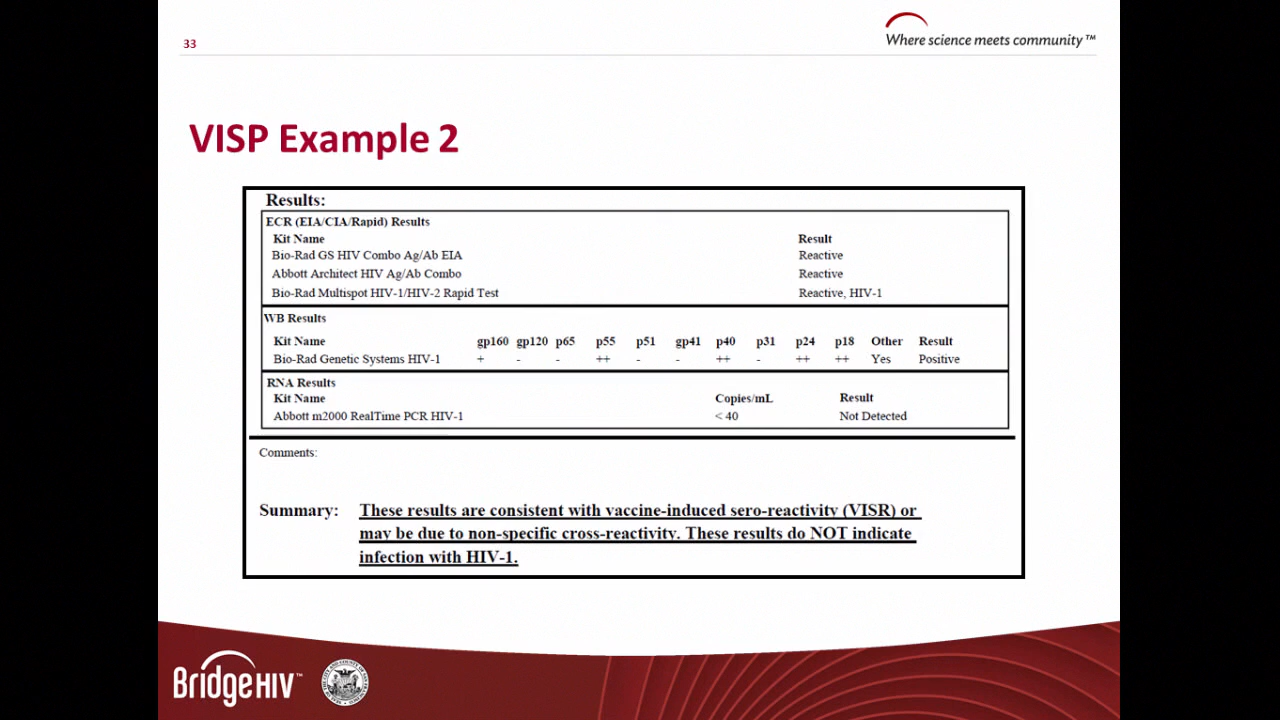 33
Where science meets community™
VISP Example 2
Results:
ECR (EIA/CIA/Rapid) Results
Kit Name Result
Bio-Rad GS HIV Combo Ag/Ab EIA Reactive
Abbott Architect HIV Ag/Ab Combo Reactive
Bio-Rad Multispot HIV-1/HIV-2 Rapid Test Reactive, HIV-1
WB Results
Kit Name gp160 gp120 p65 p55 p51 gp41 p40 p31 p24 p18 Other Result
Bio-Rad Genetic Systems HIV-1 + - - ++ - - ++ - ++ ++ Yes Positive
RNA Results
Kit Name Copies/mL Result
Abbott m2000 RealTime PCR HIV-1 < 40 Not Detected
Comments:
Summary: These results are consistent with vaccine-induced sero-reactivity (VISR) or
may be due to non-specific cross-reactivity. These results do NOT indicate
infection with HIV-1.
BridgeHIV™